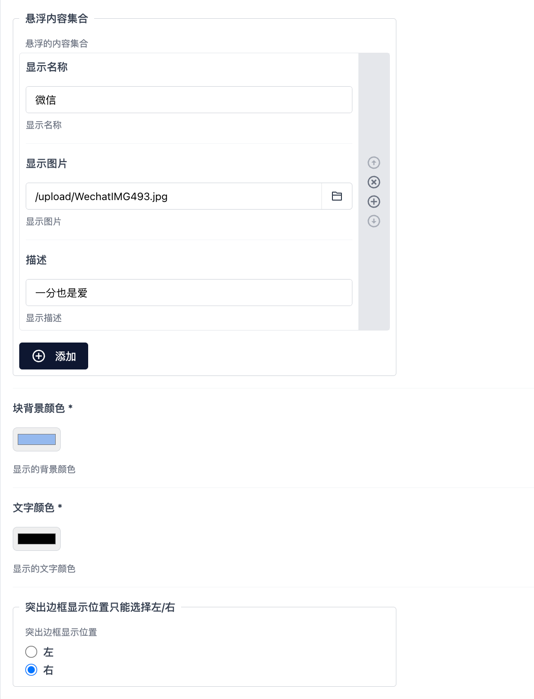 悬浮内容集合
悬浮的内容集合
显示名称
微信
显示名称
显示图片
/upload/WechatIMG493.jpg
显示图片
描述
一分也是爱
显示描述
添加
块背景颜色 *
显示的背景颜色
文字颜色 *
显示的文字颜色
突出边框显示位置只能选择左/右
突出边框显示位置
左
右